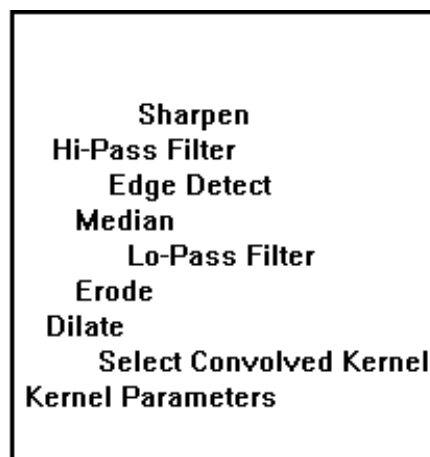 Sharpen
Hi-Pass Filter
Edge Detect
Median
Lo-Pass Filter
Erode
Dilate
Select Convolved Kernel
Kernel Parameters